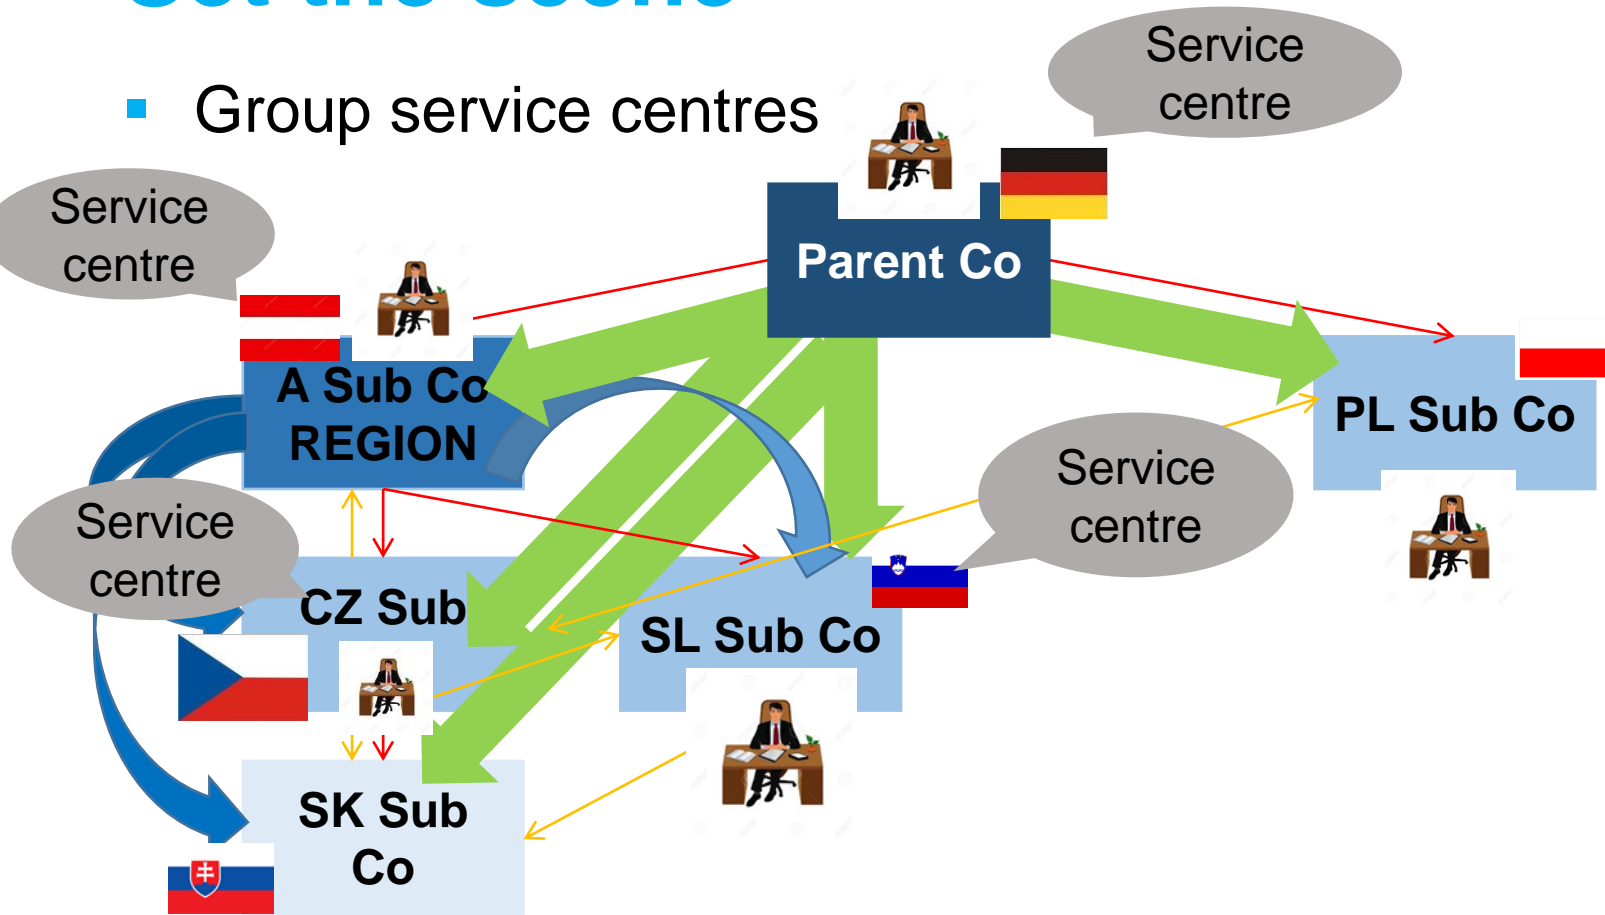 Group service centres
Service
centre
Service
centre
Parent Co
A Sub Co
REGION
PL Sub Co
Service
centre
Service
centre
CZ Sub
SL Sub Co
SK Sub
Co